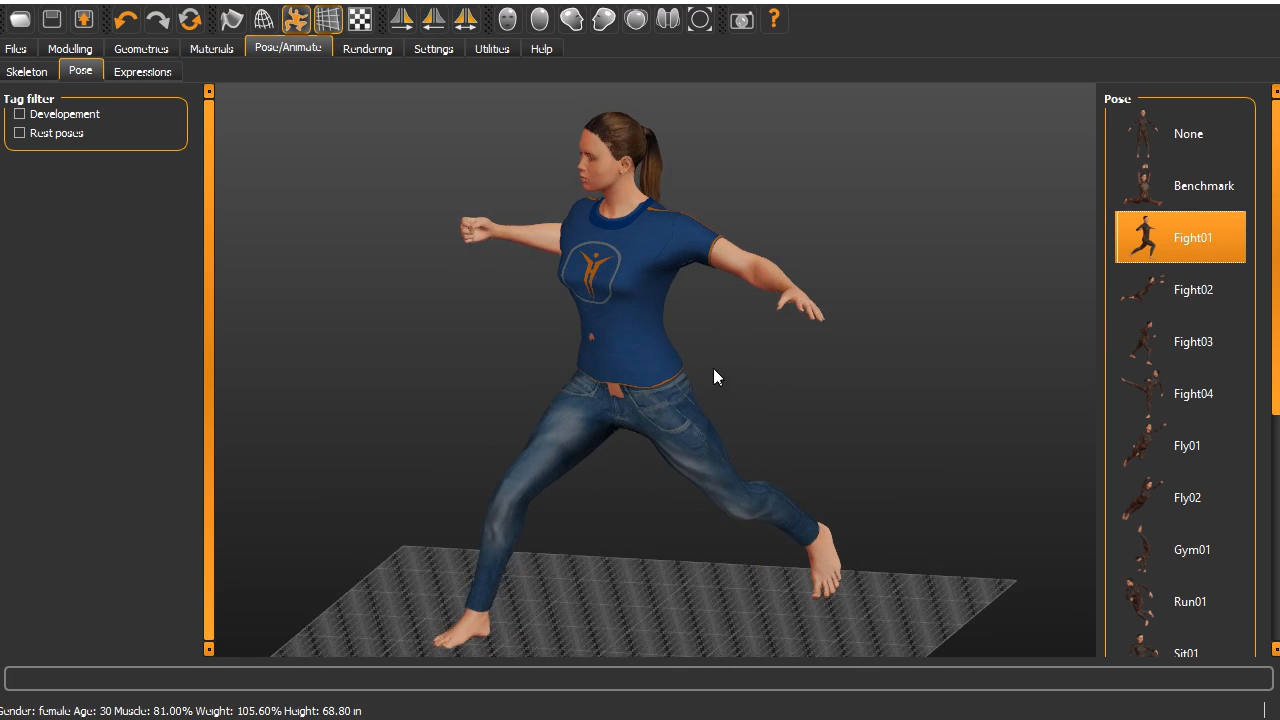 ?
Files Modelling Geometries Materials Pose/Animate Rendering Settings Utilities Help
Skeleton Pose Expressions
Tag filter
Developement
Rest poses
Pose
None
Benchmark
Fight01
Fight02
Fight03
Fight04
Fly01
Fly02
Gym01
Run01
Sit01
Gender: female Age: 30 Muscle: 81.00% Weight: 105.60% Height: 68.80 in